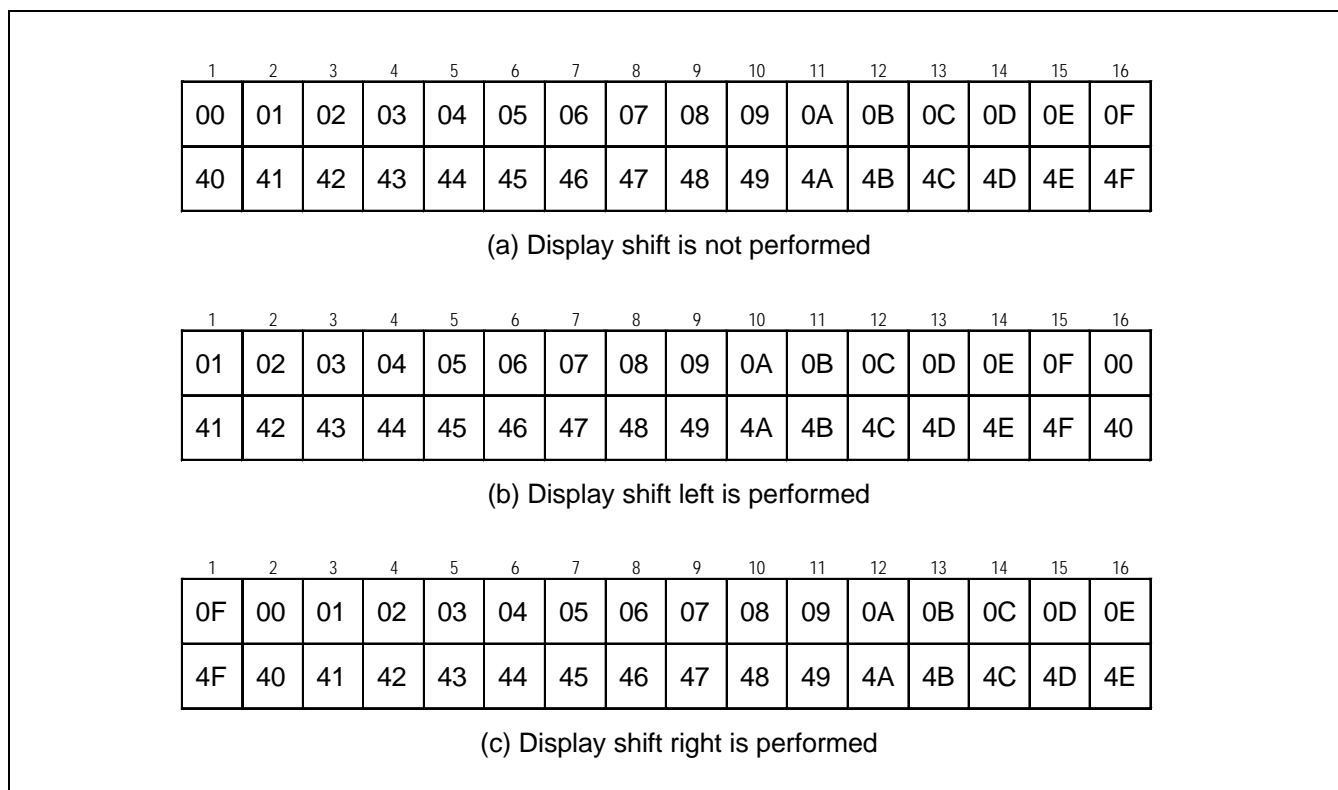 1 2 3 4 5 6 7 8 9 10 11 12 13 14 15 16
00 01 02 03 04 05 06 07 08 09 0A 0B 0C 0D 0E 0F
40 41 42 43 44 45 46 47 48 49 4A 4B 4C 4D 4E 4F
(a) Display shift is not performed
1 2 3 4 5 6 7 8 9 10 11 12 13 14 15 16
01 02 03 04 05 06 07 08 09 0A 0B 0C 0D 0E 0F 00
41 42 43 44 45 46 47 48 49 4A 4B 4C 4D 4E 4F 40
(b) Display shift left is performed
1 2 3 4 5 6 7 8 9 10 11 12 13 14 15 16
0F 00 01 02 03 04 05 06 07 08 09 0A 0B 0C 0D 0E
4F 40 41 42 43 44 45 46 47 48 49 4A 4B 4C 4D 4E
(c) Display shift right is performed